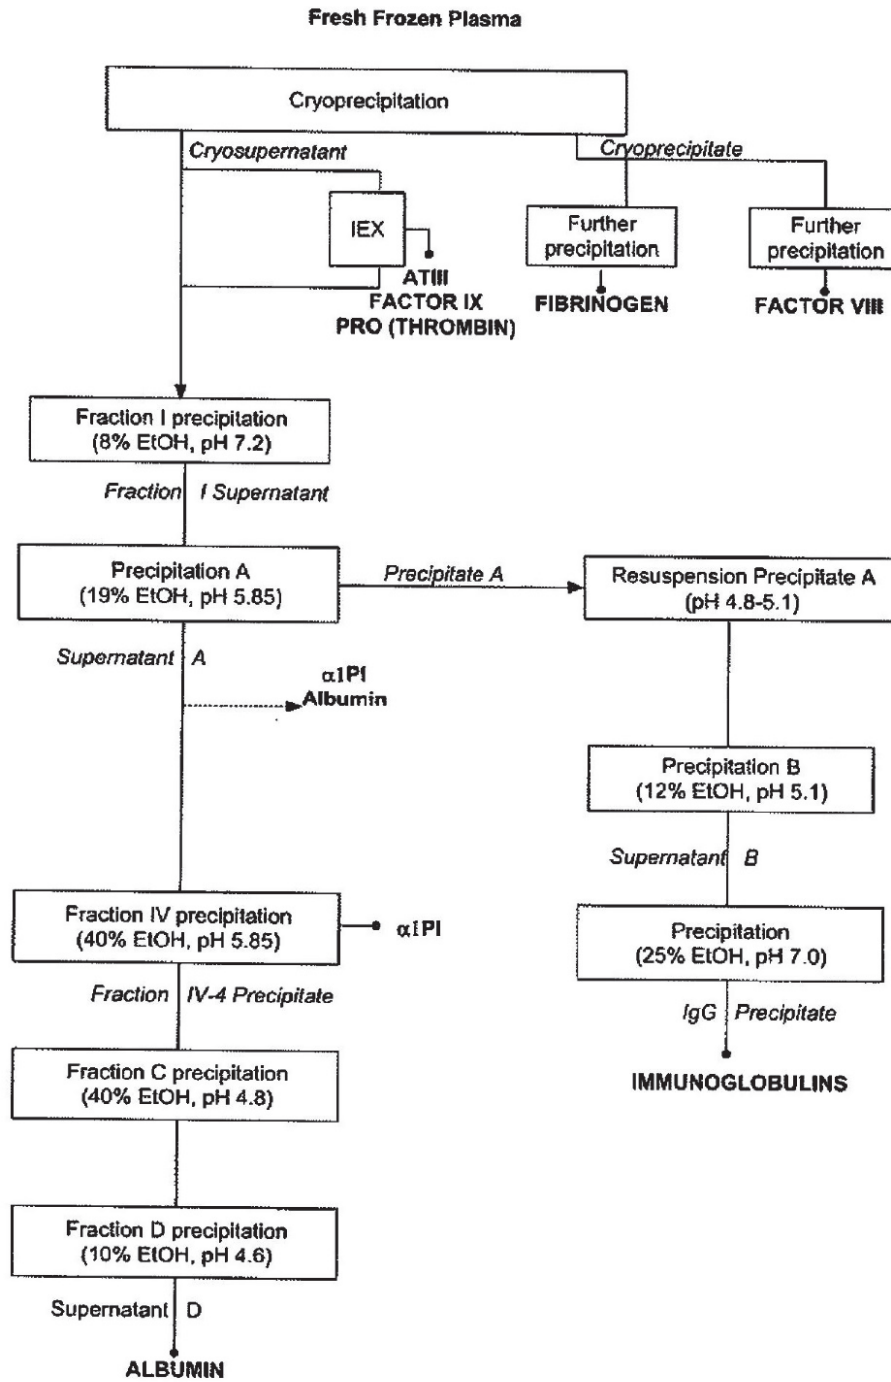 Fresh Frozen Plasma
Cryoprecipitation
Cryosupernatant
Cryoprecipitate
IEX
Further
precipitation
Further
precipitation
ATIII
FACTOR IX
PRO (THROMBIN)
FIBRINOGEN
FACTOR VIII
Fraction I precipitation
(8% EtOH, pH 7.2)
Fraction I Supernatant
Precipitation A
(19% EtOH, pH 5.85)
Precipitate A
Resuspension Precipitate A
(pH 4.8-5.1)
Supernatant A
α1PI
Albumin
Precipitation B
(12% EtOH, pH 5.1)
Supernatant B
Fraction IV precipitation
(40% EtOH, pH 5.85)
α1PI
Precipitation
(25% EtOH, pH 7.0)
Fraction IV-4 Precipitate
IgG Precipitate
Fraction C precipitation
(40% EtOH, pH 4.8)
IMMUNOGLOBULINS
Fraction D precipitation
(10% EtOH, pH 4.6)
Supernatant D
ALBUMIN